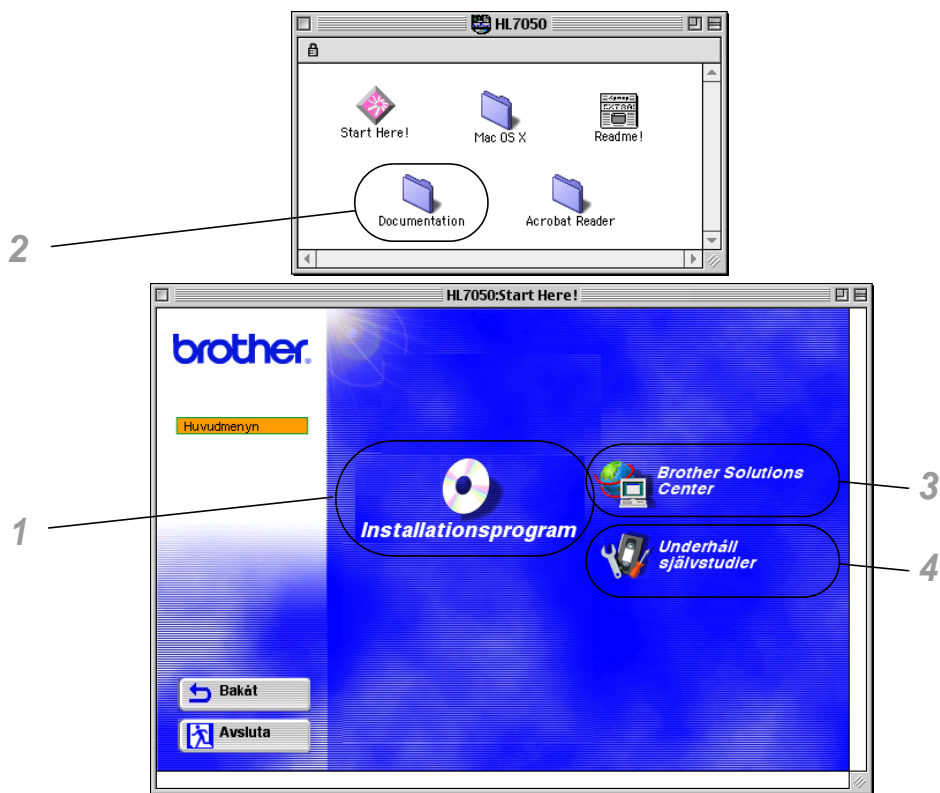 HL7050
Start Here!
Mac OS X
Readme!
Documentation
Acrobat Reader
2
HL7050:Start Here!
brother.
Huvudmenyn
Installationsprogram
Brother Solutions
Center
3
1
Underhåll
självstudier
4
Bakåt
Avsluta